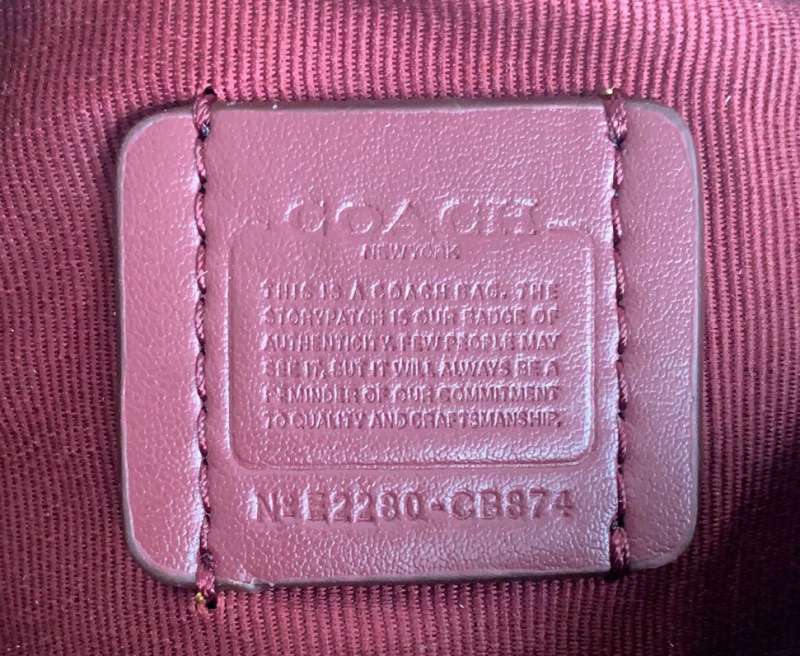 COACH
NEW YORK
THIS IS A COACH BAG. THE
STORYPATCH IS OUR BADGE OF
AUTHENTICITY. FEW PEOPLE MAY
SEE IT, BUT IT WILL ALWAYS BE A
REMINDER OF OUR COMMITMENT
TO QUALITY AND CRAFTSMANSHIP.
Nº E2280-CB874